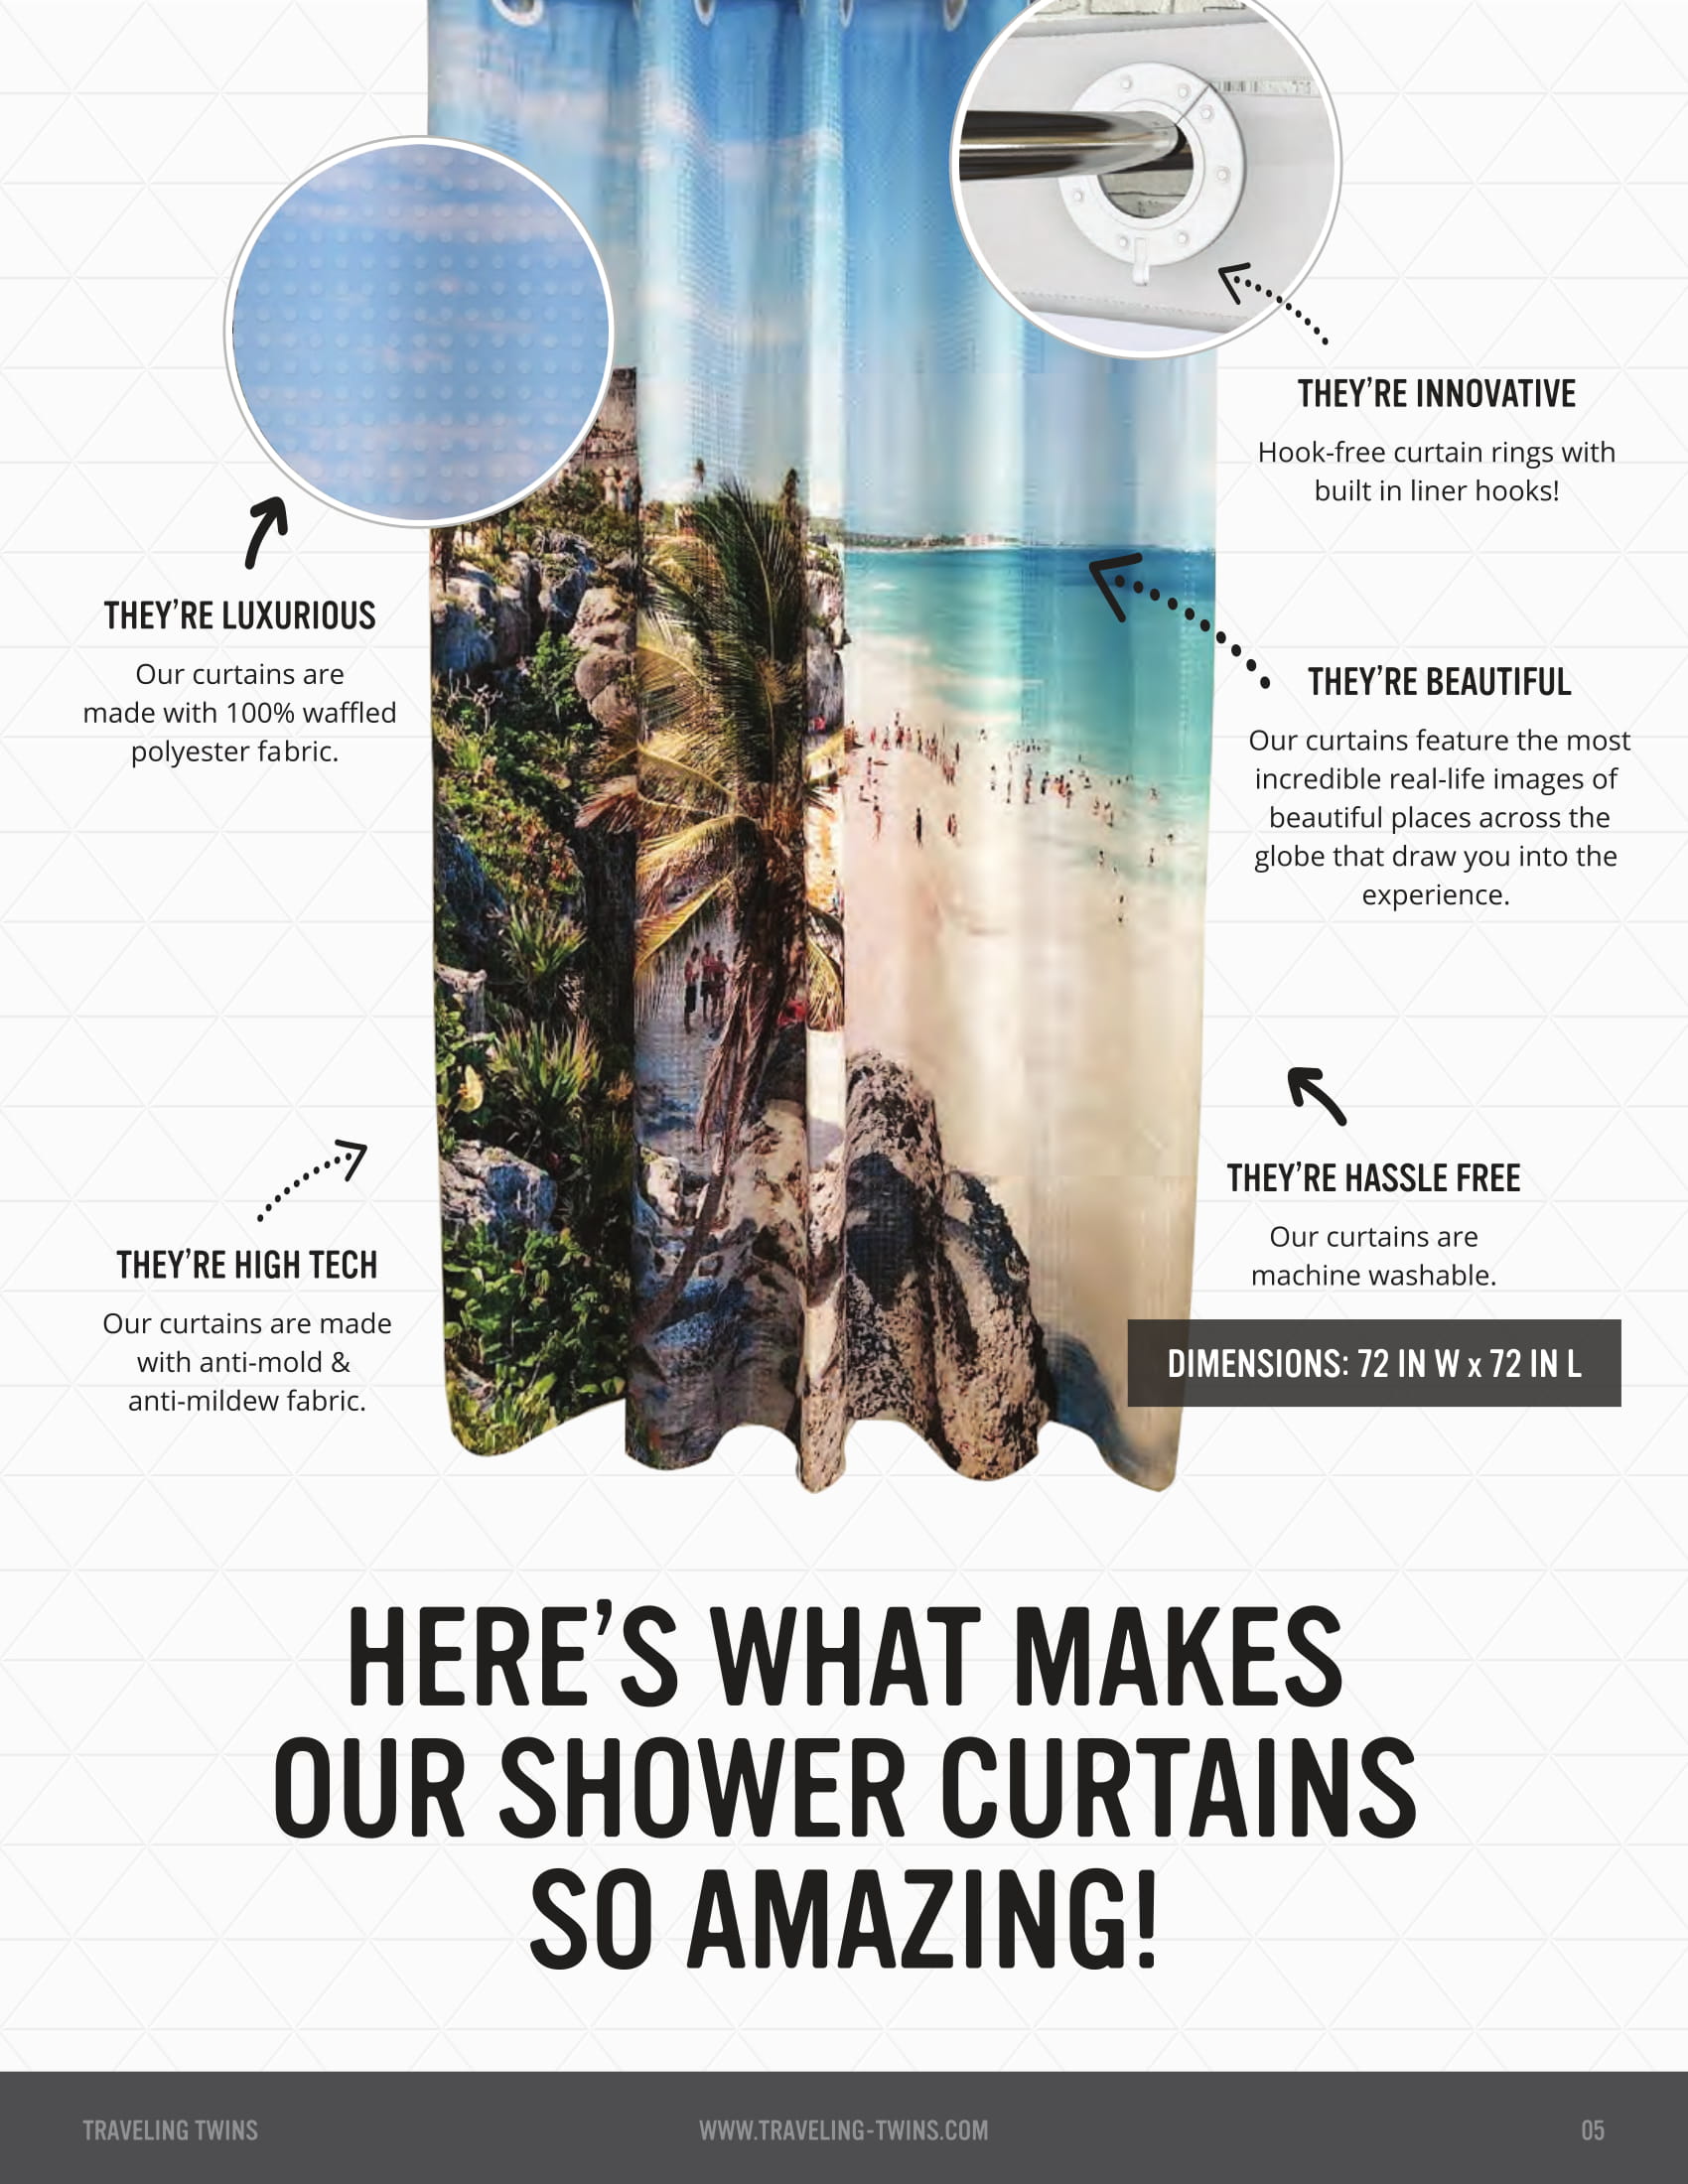 THEY’RE INNOVATIVE
Hook-free curtain rings with
built in liner hooks!
THEY’RE LUXURIOUS
Our curtains are
made with 100% waffled
polyester fabric.
THEY’RE BEAUTIFUL
Our curtains feature the most
incredible real-life images of
beautiful places across the
globe that draw you into the
experience.
THEY’RE HASSLE FREE
Our curtains are
machine washable.
THEY’RE HIGH TECH
Our curtains are made
with anti-mold &
anti-mildew fabric.
DIMENSIONS: 72 IN W x 72 IN L
HERE’S WHAT MAKES
OUR SHOWER CURTAINS
SO AMAZING!
TRAVELING TWINS
WWW.TRAVELING-TWINS.COM
05